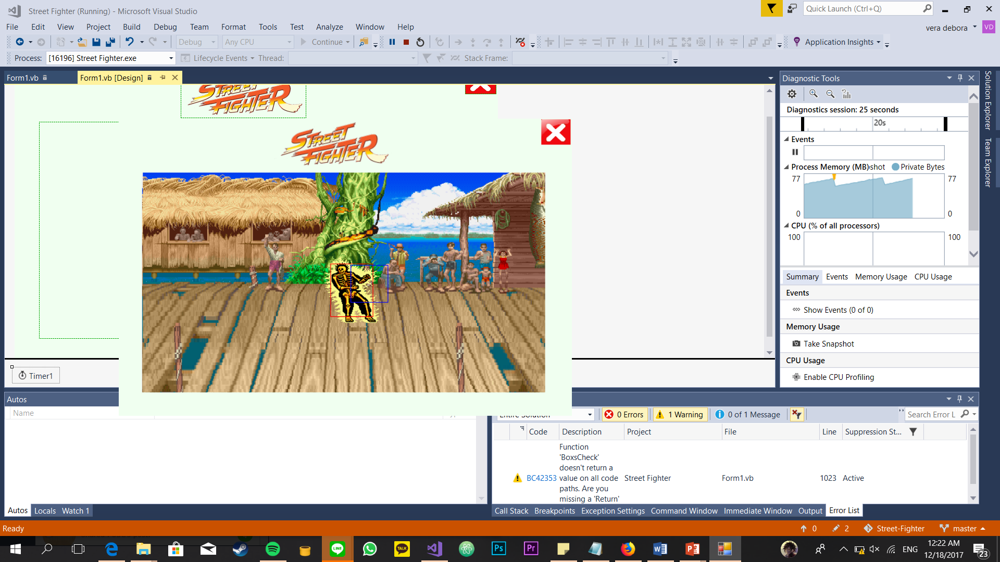 Street Fighter (Running) - Microsoft Visual Studio
Quick Launch (Ctrl+Q)
File Edit View Project Build Debug Team Format Tools Test Analyze Window Help
vera debora
VD
Debug Any CPU Continue Application Insights
Process: [16196] Street Fighter.exe Lifecycle Events Thread: Stack Frame:
Form1.vb Form1.vb [Design]
STREET FIGHTER
STREET FIGHTER
Timer1
Diagnostic Tools
Diagnostics session: 25 seconds
20s
Events
Process Memory (MB) shot Private Bytes
77 77
0 0
CPU (% of all processors)
100 100
Summary Events Memory Usage CPU Usage
Events
Show Events (0 of 0)
Memory Usage
Take Snapshot
CPU Usage
Enable CPU Profiling
Solution Explorer
Team Explorer
Autos
Name
Autos Locals Watch 1
Entire Solution 0 Errors 1 Warning 0 of 1 Message Search Error L
Code Description Project File Line Suppression St...
Function
'BoxsCheck'
doesn't return a
BC42353 value on all code Street Fighter Form1.vb 1023 Active
paths. Are you
missing a 'Return'
Call Stack Breakpoints Exception Settings Command Window Immediate Window Output Error List
Ready
0 2 Street-Fighter master
LINE
TALK
Ps
Pr
ENG
12:22 AM
12/18/2017
23